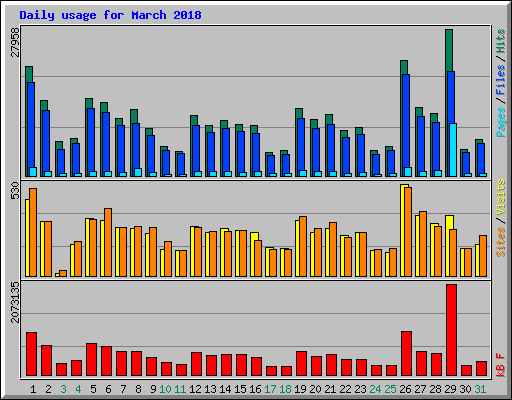 Daily usage for March 2018
27958
Pages / Files / Hits
530
Sites / Visits
2073135
kB F
1 2 3 4 5 6 7 8 9 10 11 12 13 14 15 16 17 18 19 20 21 22 23 24 25 26 27 28 29 30 31